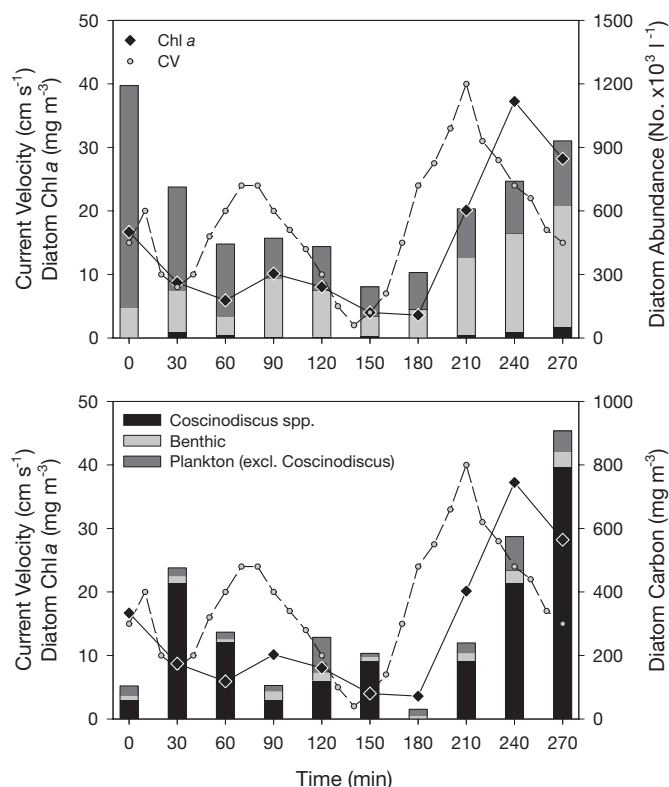 50
40
30
20
10
0
Current Velocity (cm s-1)
Diatom Chl a (mg m-3)
Chl a
CV
1500
1200
900
600
300
0
Diatom Abundance (No. x10³ l-1)
0 30 60 90 120 150 180 210 240 270
50
40
30
20
10
0
Current Velocity (cm s-1)
Diatom Chl a (mg m-3)
Coscinodiscus spp.
Benthic
Plankton (excl. Coscinodiscus)
1000
800
600
400
200
0
Diatom Carbon (mg m-3)
0 30 60 90 120 150 180 210 240 270
Time (min)